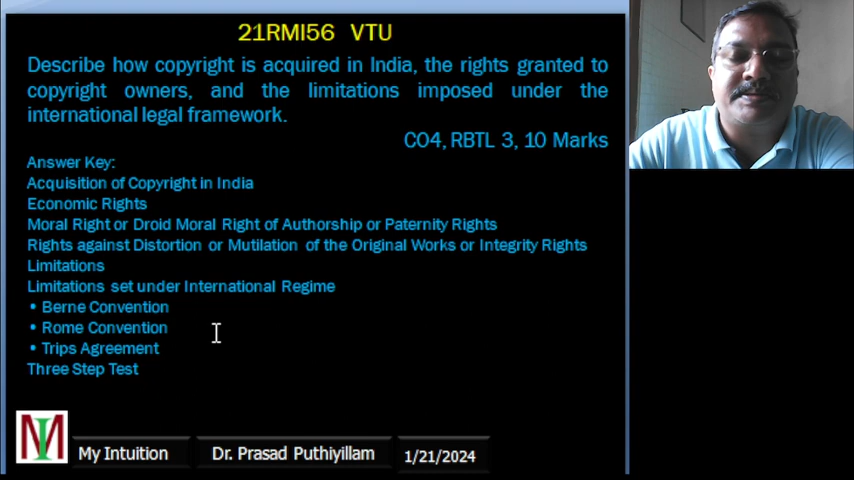 21RMI56 VTU
Describe how copyright is acquired in India, the rights granted to
copyright owners, and the limitations imposed under the
international legal framework.
CO4, RBTL 3, 10 Marks
Answer Key:
Acquisition of Copyright in India
Economic Rights
Moral Right or Droid Moral Right of Authorship or Paternity Rights
Rights against Distortion or Mutilation of the Original Works or Integrity Rights
Limitations
Limitations set under International Regime
• Berne Convention
• Rome Convention
• Trips Agreement
Three Step Test
MI
My Intuition
Dr. Prasad Puthiyillam
1/21/2024